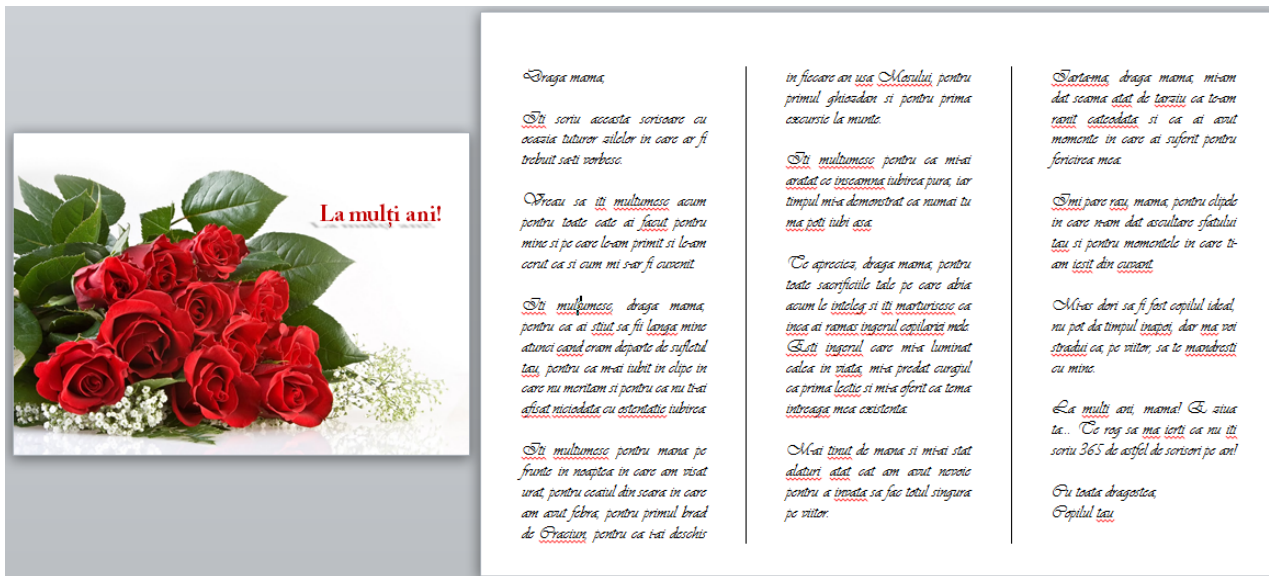 La mulți ani!
Draga mama,
Iti scriu aceasta scrisoare cu
ocazia tuturor zilelor in care ar fi
trebuit sa-ti vorbesc.
Vreau sa iti multumesc acum
pentru toate cate ai facut pentru
mine si pe care le-am primit si le-am
cerut ca si cum mi s-ar fi cuvenit.
Iti multumesc, draga mama,
pentru ca ai stiut sa fii langa mine
atunci cand eram departe de sufletul
tau, pentru ca m-ai iubit in clipe in
care nu meritam si pentru ca nu ti-ai
afisat niciodata cu ostentatie iubirea.
Iti multumesc pentru mana pe
frunte in noaptea in care am visat
urat, pentru ceaiul din seara in care
am avut febra, pentru primul brad
de Craciun, pentru ca i-ai deschis
in fiecare an usa Mosului, pentru
primul ghiozdan si pentru prima
excursie la munte.
Iti multumesc pentru ca mi-ai
aratat ce inseamna iubirea pura, iar
timpul mi-a demonstrat ca numai tu
ma poti iubi asa.
Te apreciez, draga mama, pentru
toate sacrificiile tale pe care abia
acum le inteleg si iti marturisesc ca
inca ai ramas ingerul copilariei mele.
Esti ingerul care mi-a luminat
calea in viata, mi-a predat curajul
ca prima lectie si mi-a oferit ca tema
intreaga mea existenta.
M-ai tinut de mana si mi-ai stat
alaturi atat cat am avut nevoie
pentru a invata sa fac totul singura
pe viitor.
Iarta-ma, draga mama, mi-am
dat seama atat de tarziu ca te-am
ranit cateodata si ca ai avut
momente in care ai suferit pentru
fericirea mea.
Imi pare rau, mama, pentru clipele
in care n-am dat ascultare sfatului
tau si pentru momentele in care ti-
am iesit din cuvant.
Mi-as dori sa fi fost copilul ideal,
nu pot da timpul inapoi, dar ma voi
stradui ca, pe viitor, sa te mandresti
cu mine.
La multi ani, mama! E ziua
ta... Te rog sa ma ierti ca nu iti
scriu 365 de astfel de scrisori pe an!
Cu toata dragostea,
Copilul tau